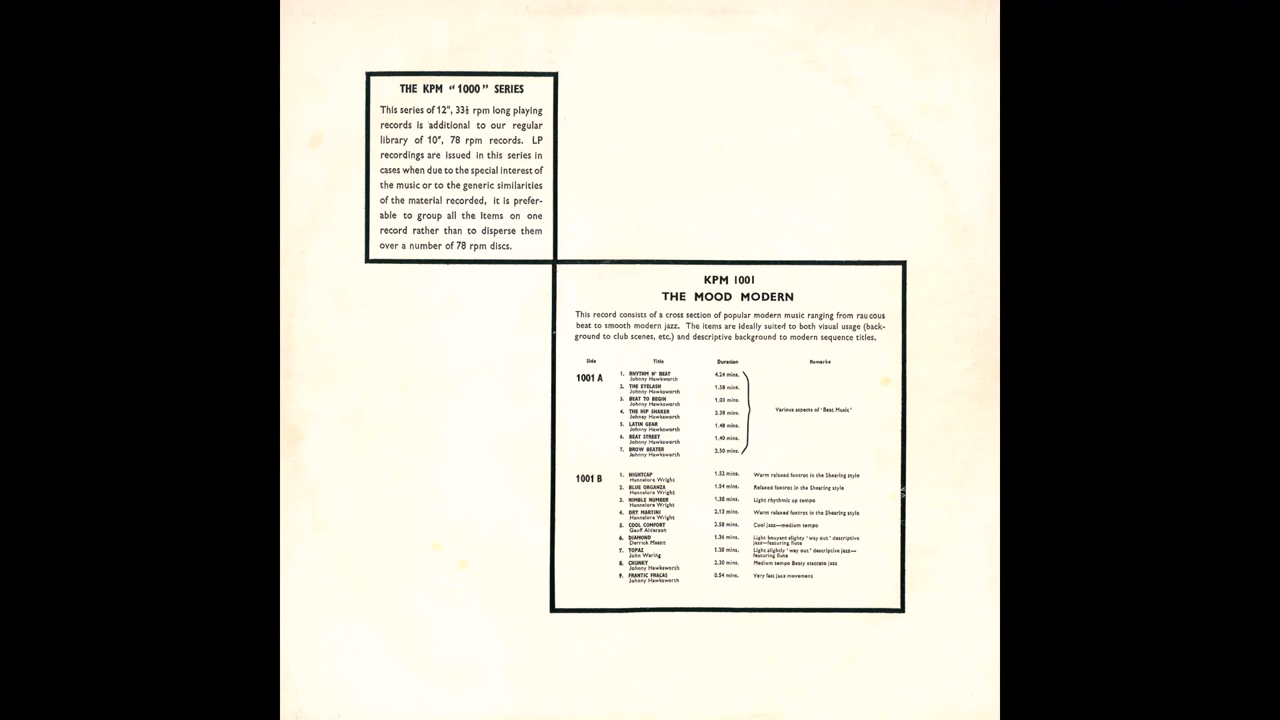 THE KPM “1000” SERIES
This series of 12", 33⅓ rpm long playing
records is additional to our regular
library of 10", 78 rpm records. LP
recordings are issued in this series in
cases when due to the special interest of
the music or to the generic similarities
of the material recorded, it is prefer-
able to group all the items on one
record rather than to disperse them
over a number of 78 rpm discs.
KPM 1001
THE MOOD MODERN
This record consists of a cross section of popular modern music ranging from raucous
beat to smooth modern jazz. The items are ideally suited to both visual usage (back-
ground to club scenes, etc.) and descriptive background to modern sequence titles.
Side Title Duration Remarks
1001 A
1. RHYTHM N' BEAT 4.24 mins.
Johnny Hawksworth
2. THE EYELASH 1.58 mins.
Johnny Hawksworth
3. BEAT TO BEGIN 1.03 mins.
Johnny Hawksworth
4. THE HIP SHAKER 2.38 mins.
Johnny Hawksworth
5. LATIN GEAR 1.48 mins.
Johnny Hawksworth
6. BEAT STREET 1.40 mins.
Johnny Hawksworth
7. BROW BEATER 2.50 mins.
Johnny Hawksworth
Various aspects of ‘Beat Music’
1001 B
1. NIGHTCAP 1.52 mins. Warm relaxed foxtrot in the Shearing style
Hannelore Wright
2. BLUE ORGANZA 1.54 mins. Relaxed foxtrot in the Shearing style
Hannelore Wright
3. NIMBLE NUMBER 1.38 mins. Light rhythmic up tempo
Hannelore Wright
4. DRY MARTINI 2.13 mins. Warm relaxed foxtrot in the Shearing style
Hannelore Wright
5. COOL COMFORT 2.58 mins. Cool jazz—medium tempo
Geoff Alderson
6. DIAMOND 1.36 mins. Light bouyant slighty ‘way out’ descriptive
Derrick Mason jazz—featuring flute
7. TOPAZ 1.20 mins. Light slightly ‘way out’ descriptive jazz—
John Waring featuring flute
8. CHUNKY 2.30 mins. Medium tempo Beasy staccato jazz
Johnny Hawksworth
9. FRANTIC FRACAS 0.54 mins. Very fast jazz movement
Johnny Hawksworth